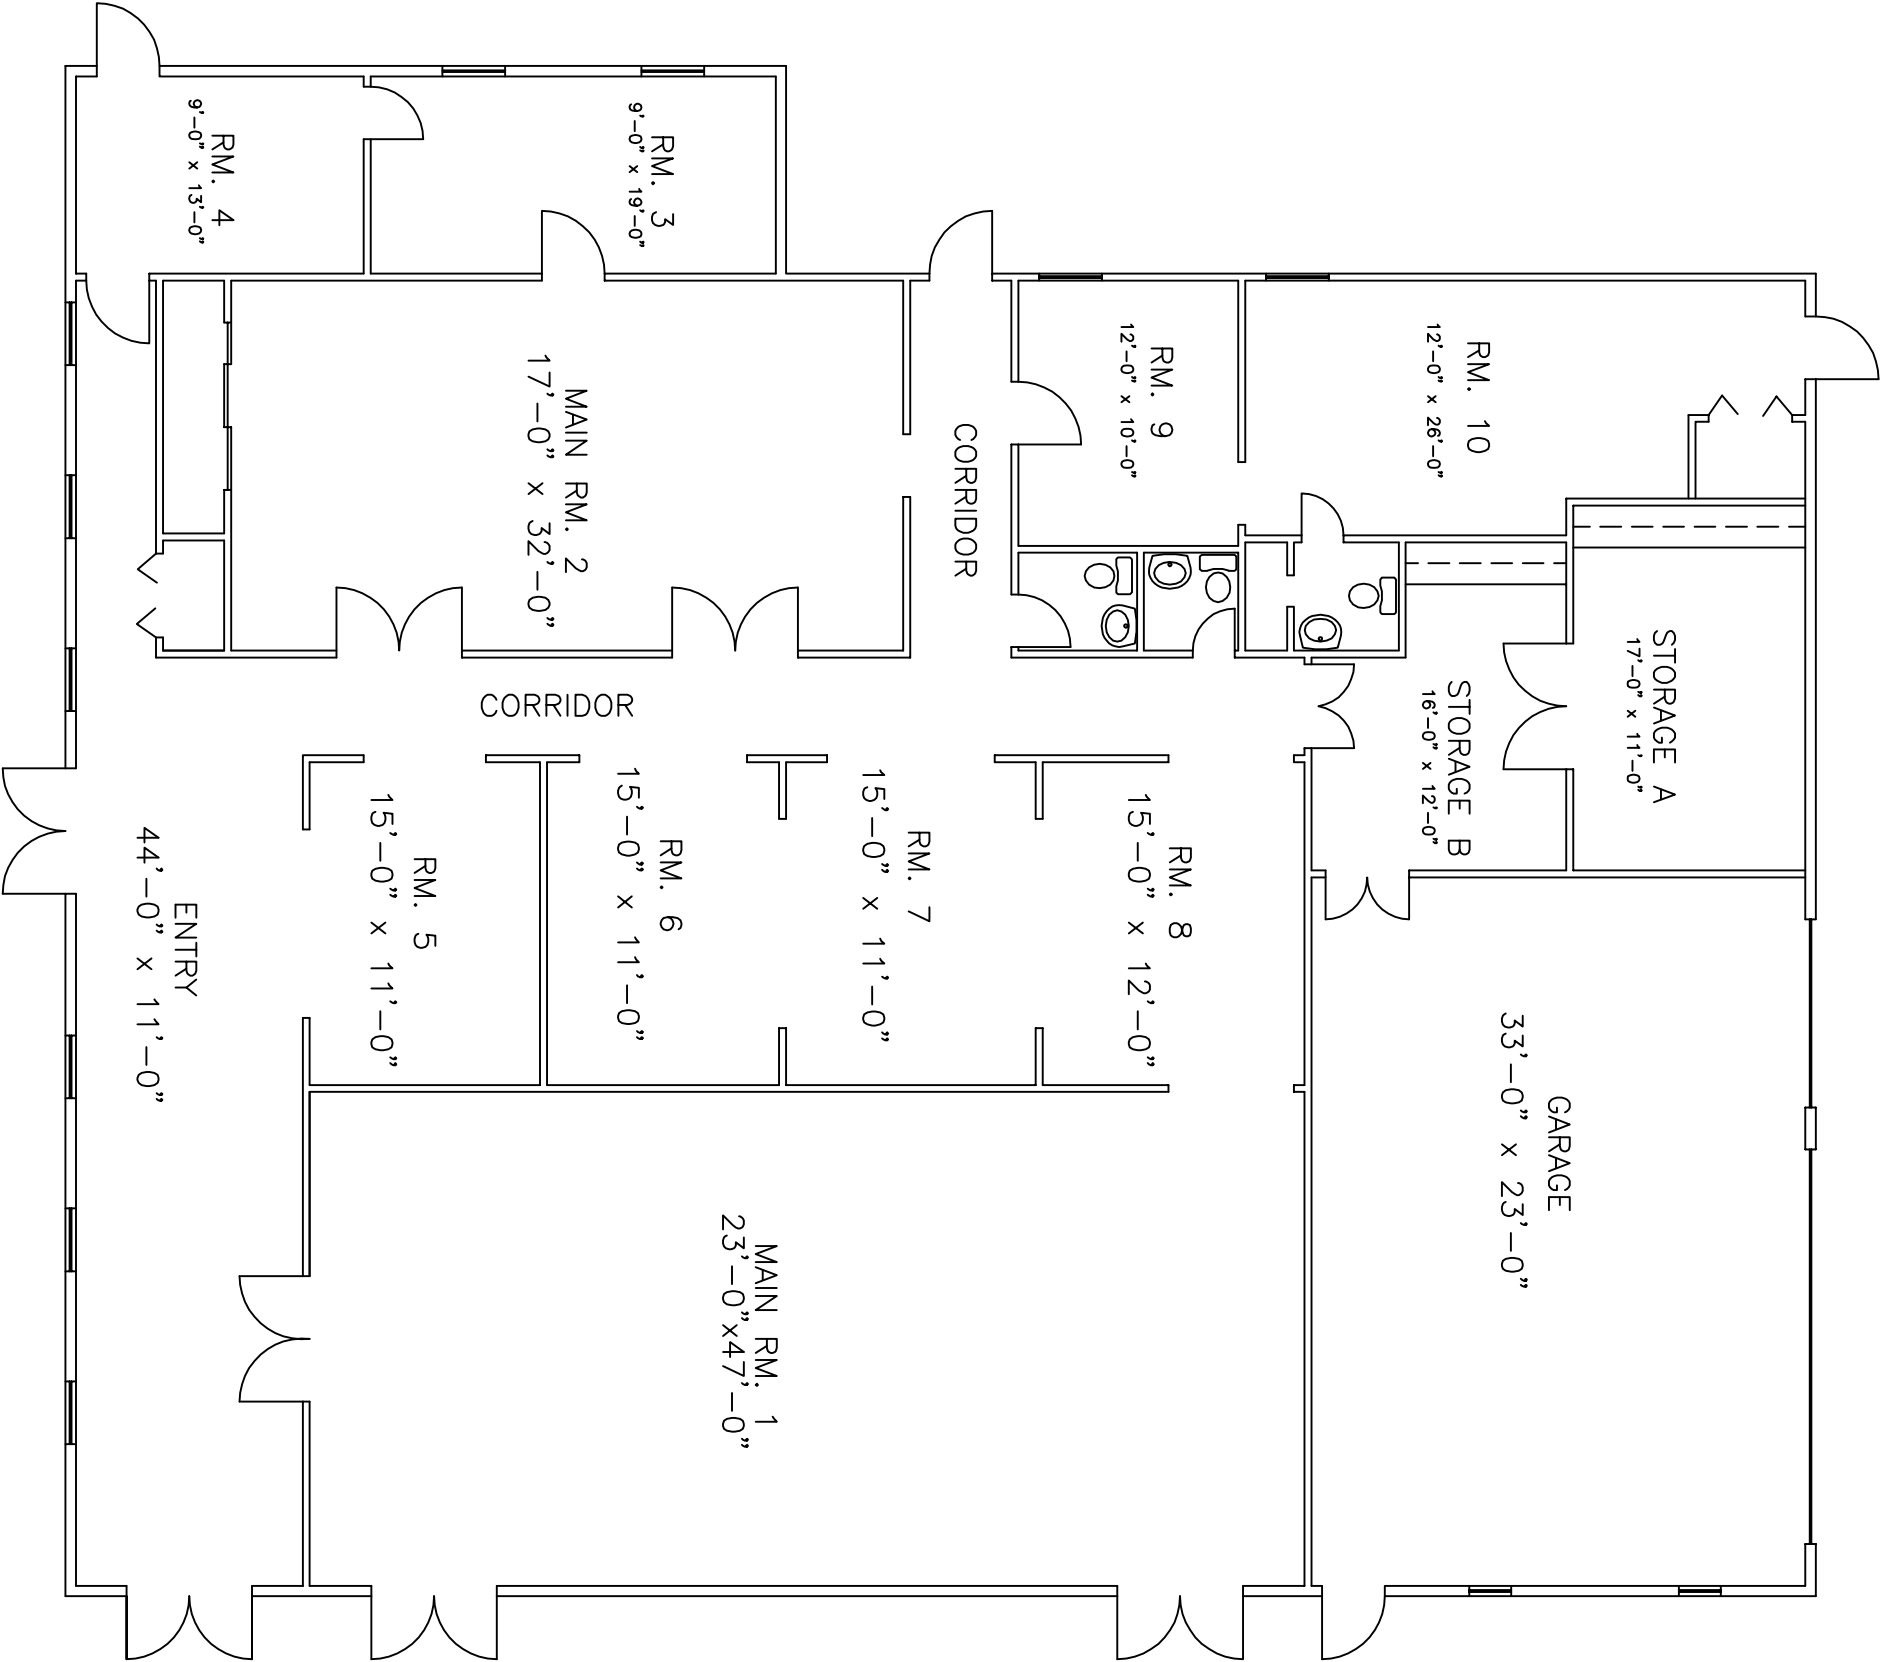 RM. 4
9'-0" x 13'-0"
RM. 3
9'-0" x 19'-0"
MAIN RM. 2
17'-0" x 32'-0"
CORRIDOR
RM. 9
12'-0" x 10'-0"
RM. 10
12'-0" x 26'-0"
STORAGE A
17'-0" x 11'-0"
STORAGE B
16'-0" x 12'-0"
CORRIDOR
ENTRY
44'-0" x 11'-0"
RM. 5
15'-0" x 11'-0"
RM. 6
15'-0" x 11'-0"
RM. 7
15'-0" x 11'-0"
RM. 8
15'-0" x 12'-0"
GARAGE
33'-0" x 23'-0"
MAIN RM. 1
23'-0"x47'-0"